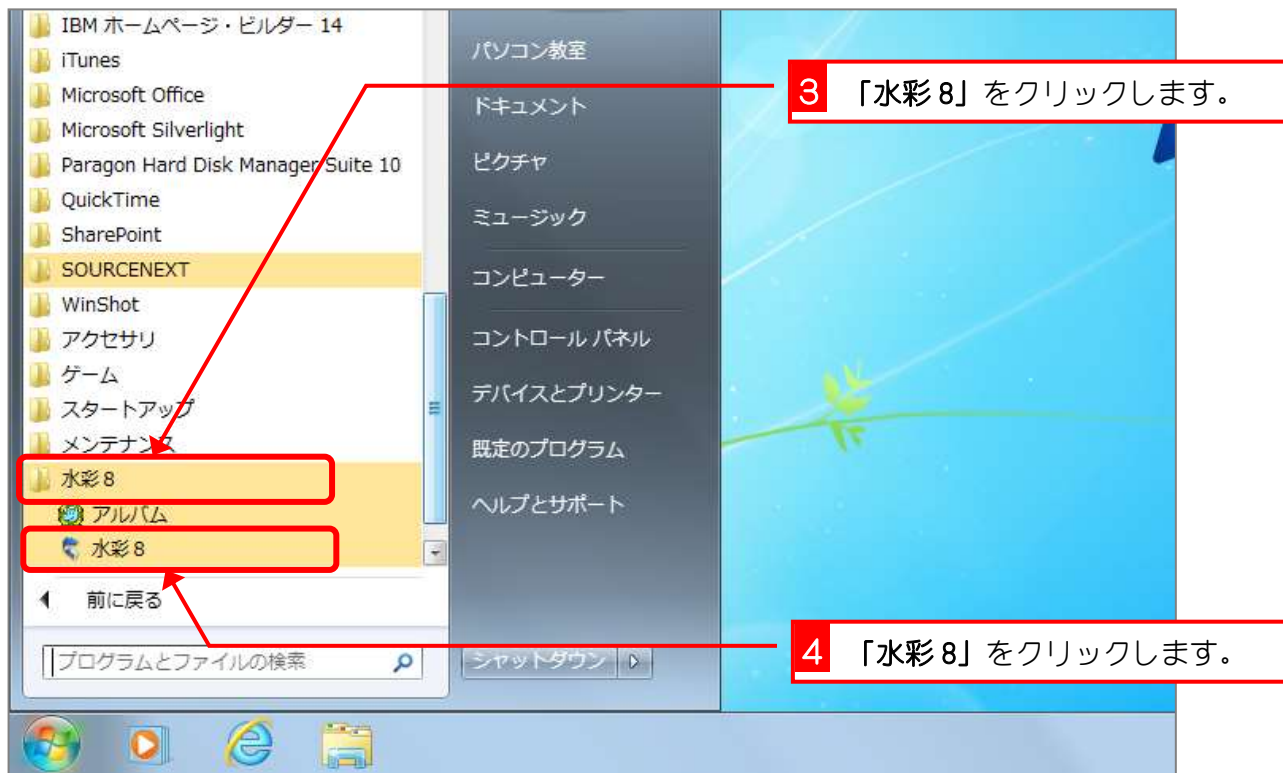 IBM ホームページ・ビルダー 14
iTunes
Microsoft Office
Microsoft Silverlight
Paragon Hard Disk Manager Suite 10
QuickTime
SharePoint
SOURCENEXT
WinShot
アクセサリ
ゲーム
スタートアップ
メンテナンス
水彩 8
アルバム
水彩 8
前に戻る
プログラムとファイルの検索
パソコン教室
ドキュメント
ピクチャ
ミュージック
コンピューター
コントロール パネル
デバイスとプリンター
既定のプログラム
ヘルプとサポート
シャットダウン
3 「水彩 8」をクリックします。
4 「水彩 8」をクリックします。